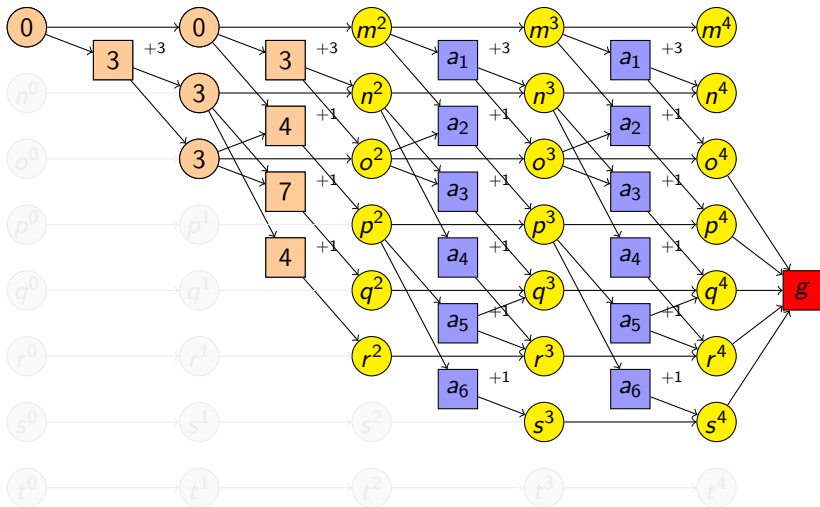 0 0 m² m³ m⁴
3 +3 3 +3 a₁ +3 a₁ +3
n⁰ 3 n² n³ n⁴
4 +1 a₂ +1 a₂ +1
o⁰ 3 o² o³ o⁴
7 +1 a₃ +1 a₃ +1
p⁰ p¹ p² p³ p⁴
4 +1 a₄ +1 a₄ +1
q⁰ q¹ q² q³ q⁴ g
a₅ +1 a₅ +1
r⁰ r¹ r² r³ r⁴
a₆ +1 a₆ +1
s⁰ s¹ s² s³ s⁴
t⁰ t¹ t² t³ t⁴